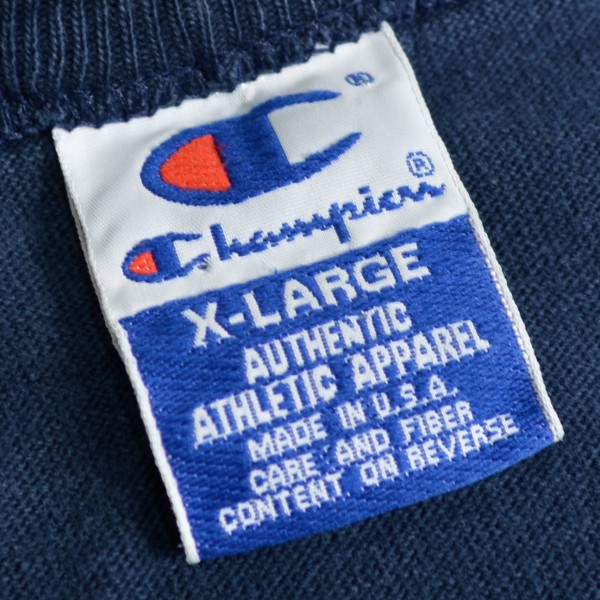 ®
Champion®
X-LARGE
AUTHENTIC
ATHLETIC APPAREL
MADE IN U.S.A.
CARE AND FIBER
CONTENT ON REVERSE